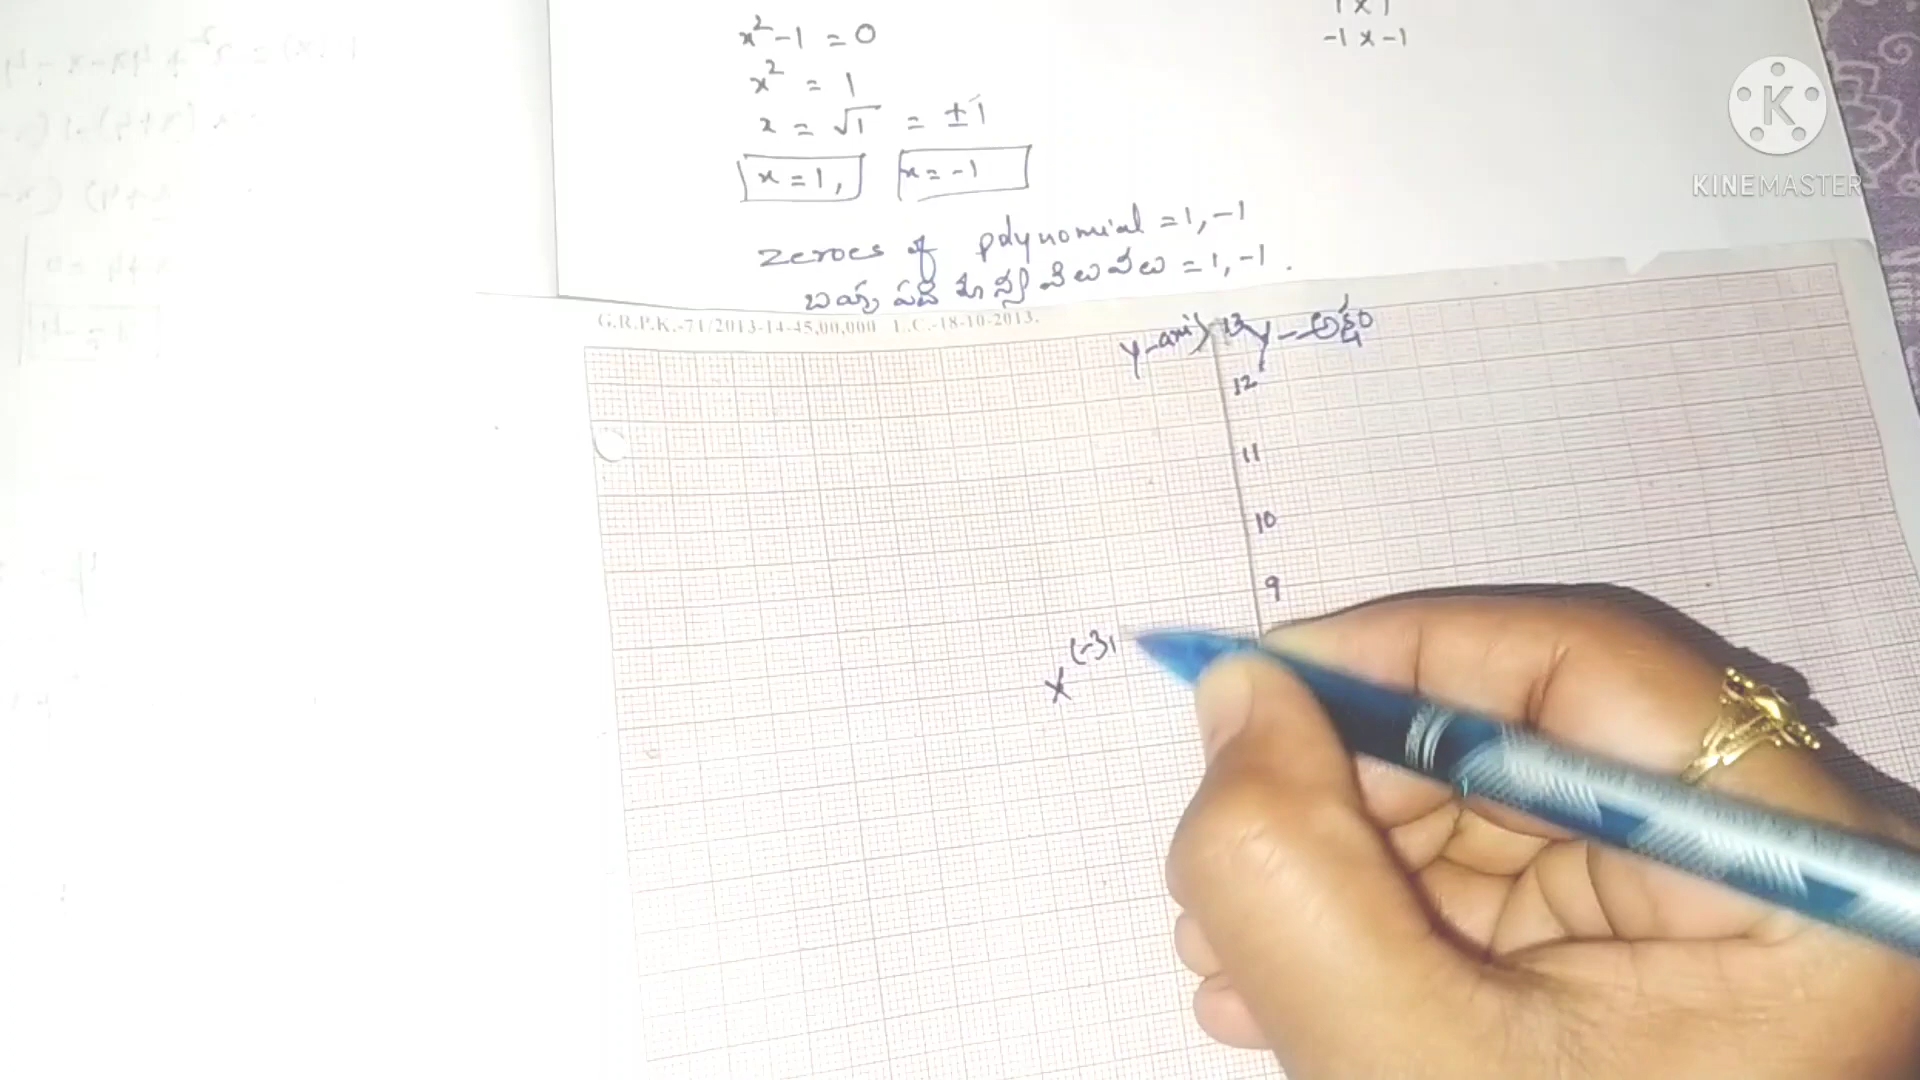 1 x 1
x² - 1 = 0
-1 x -1
x² = 1
x = √1 = ±1
x = 1, x = -1
KINEMASTER
zeroes of polynomial = 1, -1
బహుపది శూన్య విలువలు = 1, -1.
G.R.P.K.-71/2013-14-45,00,000 L.C.-18-10-2013.
y-axis 13 y-అక్షం
12
11
10
9
(-3,